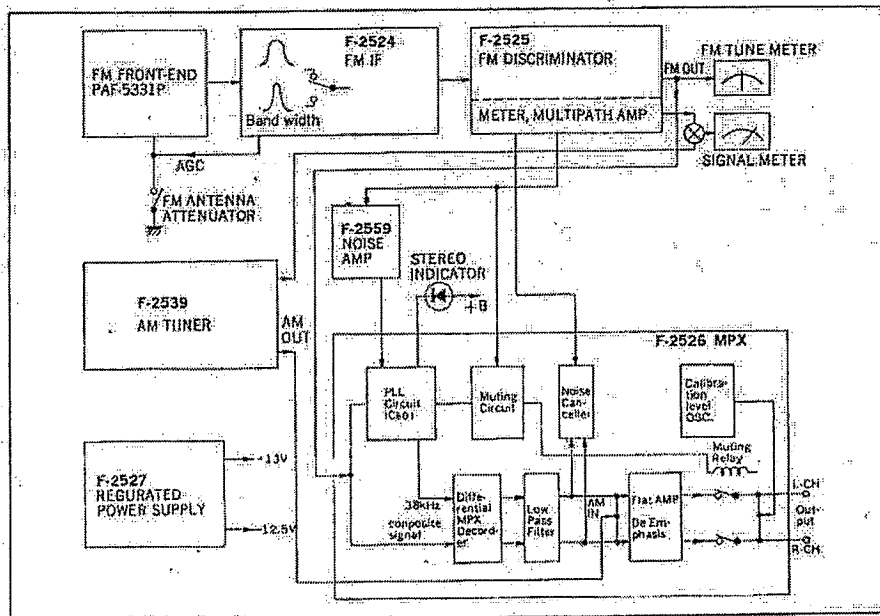 FM FRONT-END
PAF-5331P
F-2524
FM IF
Band width
F-2525
FM DISCRIMINATOR
METER, MULTIPATH AMP
FM OUT
FM TUNE METER
SIGNAL METER
AGC
FM ANTENNA
ATTENUATOR
F-2559
NOISE
AMP
STEREO
INDICATOR
+B
F-2539
AM TUNER
AM
OUT
F-2526 MPX
PLL
Circuit
Muting
Circuit
Noise
Can-
celler
Calibra-
tion
level
OSC.
Muting
Relay
F-2527
REGURATED
POWER SUPPLY
-12.5V
38kHz
composite
signal
Differ-
ential
MPX
Decord-
er
Low
Pass
Filter
AM
IN
Flat AMP
De Em-
phasis
L-CH
Out-
put
R-CH